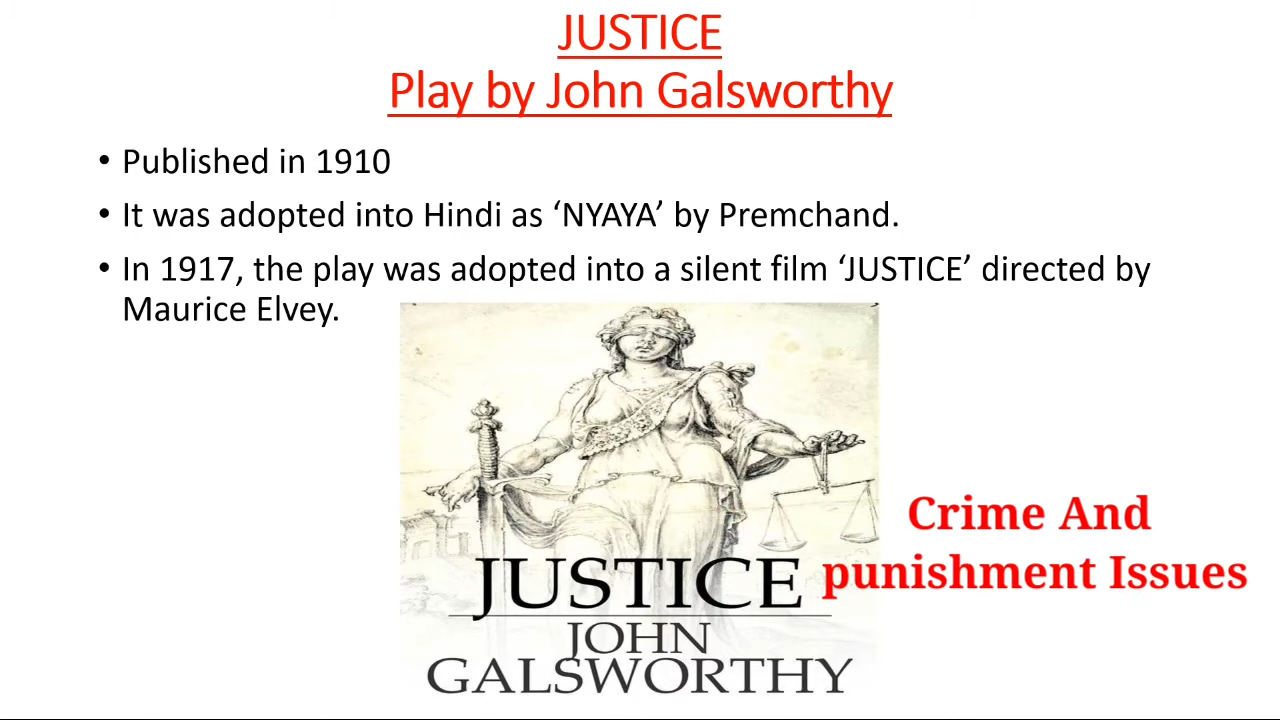 JUSTICE
Play by John Galsworthy
• Published in 1910
• It was adopted into Hindi as ‘NYAYA’ by Premchand.
• In 1917, the play was adopted into a silent film ‘JUSTICE’ directed by
Maurice Elvey.
Crime And
punishment Issues
JUSTICE
JOHN
GALSWORTHY